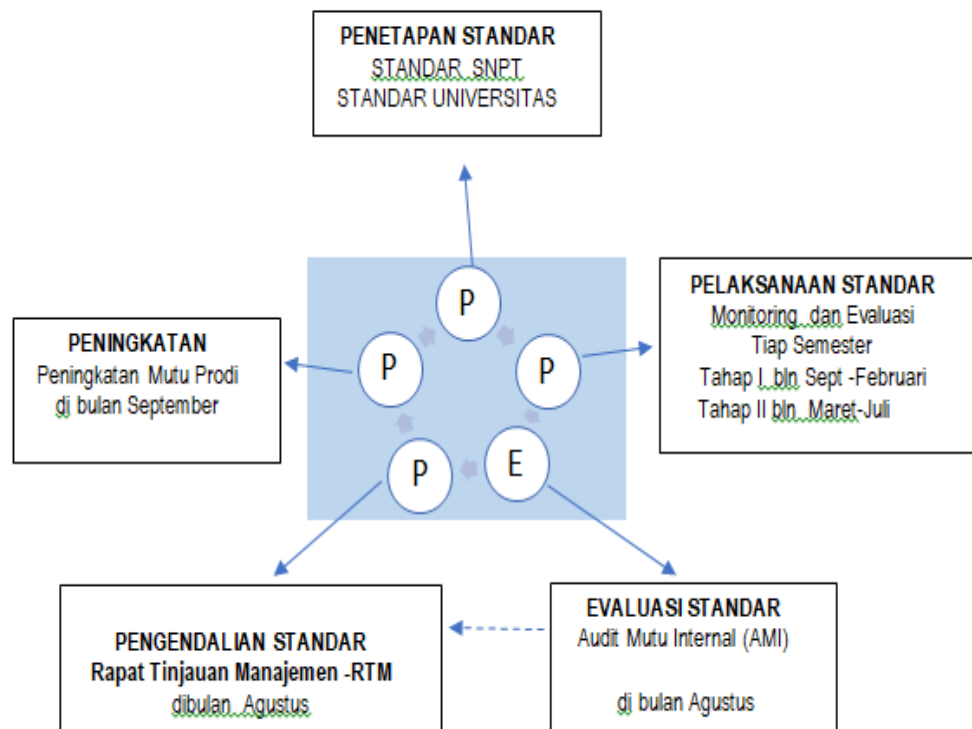 PENETAPAN STANDAR
STANDAR SNPT
STANDAR UNIVERSITAS
PELAKSANAAN STANDAR
Monitoring dan Evaluasi
Tiap Semester
Tahap I bln Sept -Februari
Tahap II bln Maret-Juli
PENINGKATAN
Peningkatan Mutu Prodi
di bulan September
P
P
P
P
E
PENGENDALIAN STANDAR
Rapat Tinjauan Manajemen -RTM
dibulan Agustus
EVALUASI STANDAR
Audit Mutu Internal (AMI)
di bulan Agustus